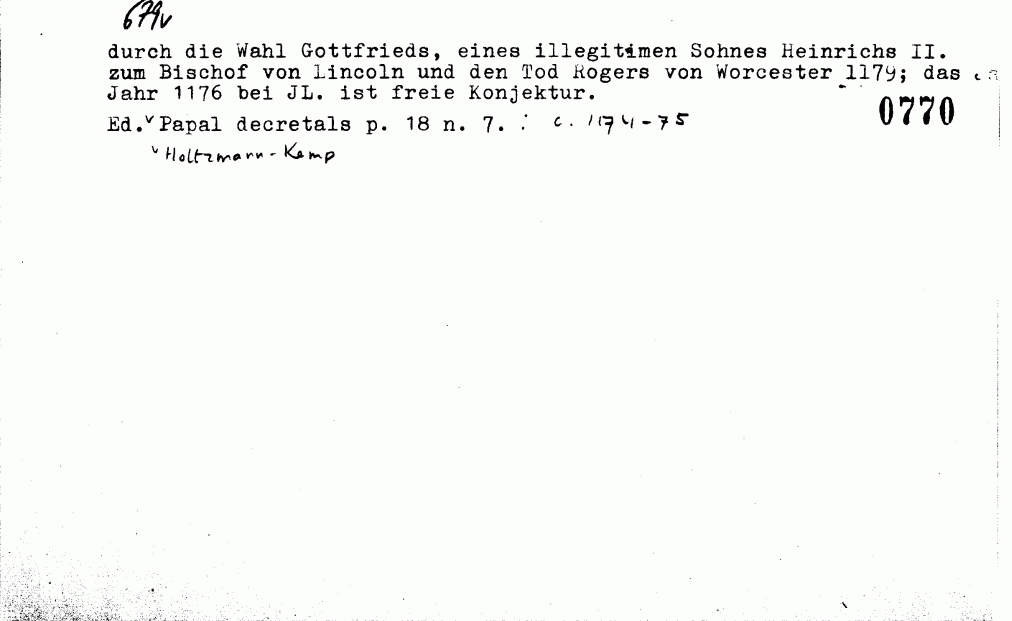 679v
durch die Wahl Gottfrieds, eines illegitimen Sohnes Heinrichs II.
zum Bischof von Lincoln und den Tod Rogers von Worcester 1179; das
Jahr 1176 bei JL. ist freie Konjektur.
0770
Ed.ᵛPapal decretals p. 18 n. 7. : c. 1174-75
ᵛ Holtzmann-Kemp